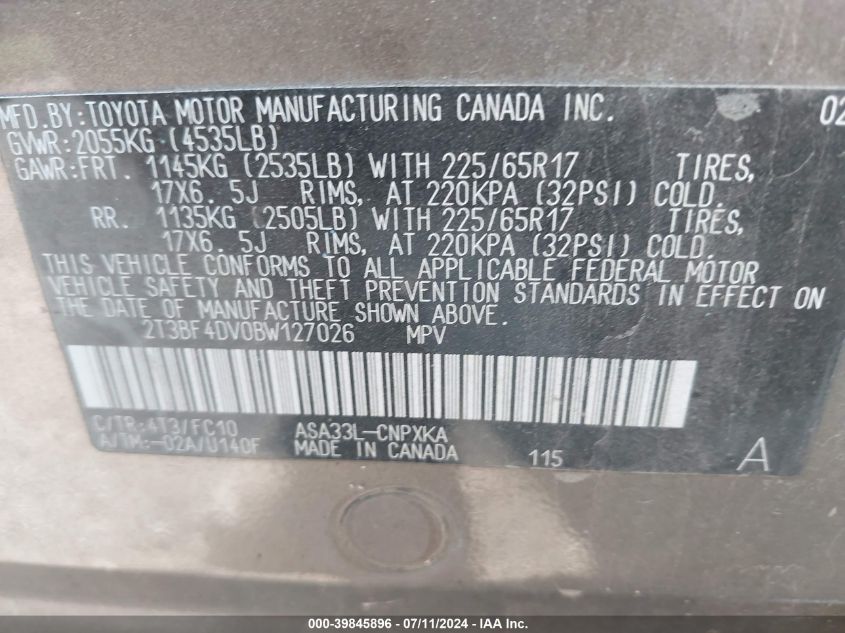 MFD.BY:TOYOTA MOTOR MANUFACTURING CANADA INC. 02
GVWR:2055KG (4535LB)
GAWR:FRT. 1145KG (2535LB) WITH 225/65R17 TIRES,
17X6. 5J RIMS, AT 220KPA (32PSI) COLD.
RR. 1135KG (2505LB) WITH 225/65R17 TIRES,
17X6. 5J RIMS, AT 220KPA (32PSI) COLD.
THIS VEHICLE CONFORMS TO ALL APPLICABLE FEDERAL MOTOR
VEHICLE SAFETY AND THEFT PREVENTION STANDARDS IN EFFECT ON
THE DATE OF MANUFACTURE SHOWN ABOVE.
2T3BF4DV0BW127026 MPV
C/TR:4T3/FC10 ASA33L-CNPXKA
A/TM:-02A/U140F MADE IN CANADA 115 A
000-39845896 - 07/11/2024 - IAA Inc.